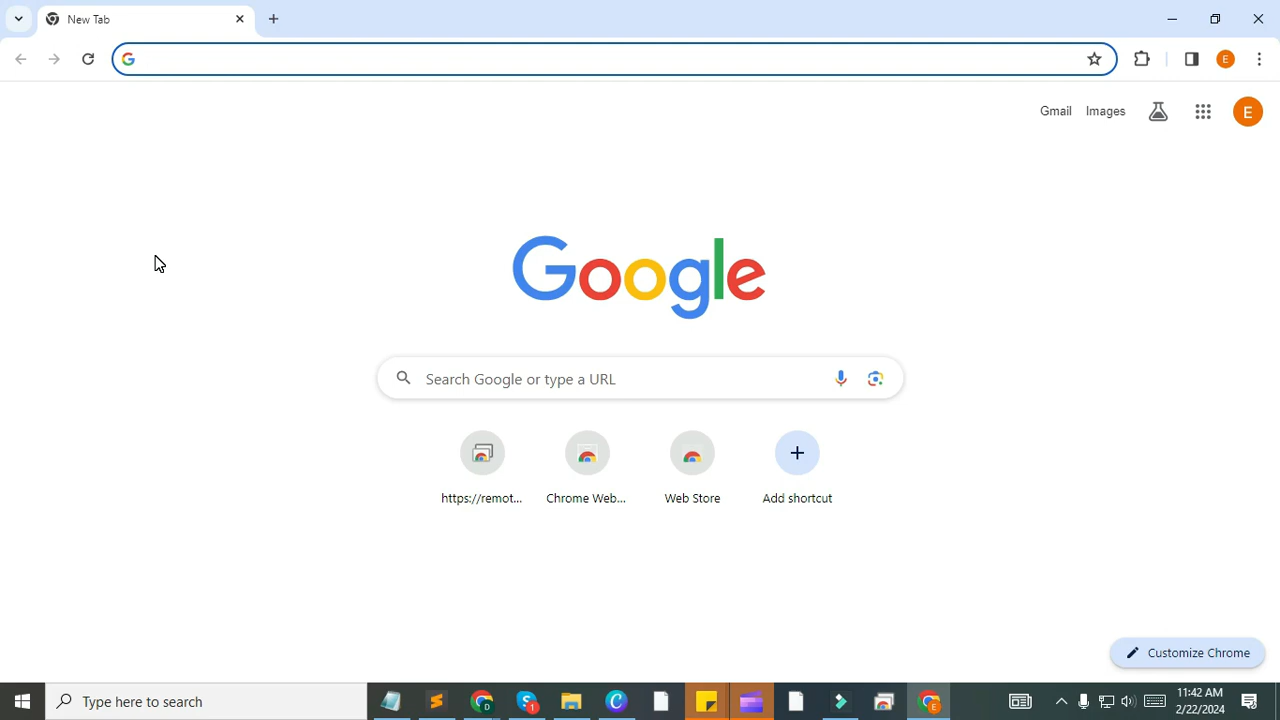 New Tab
Gmail Images
E
Google
Search Google or type a URL
https://remot... Chrome Web... Web Store Add shortcut
Customize Chrome
Type here to search
11:42 AM
2/22/2024